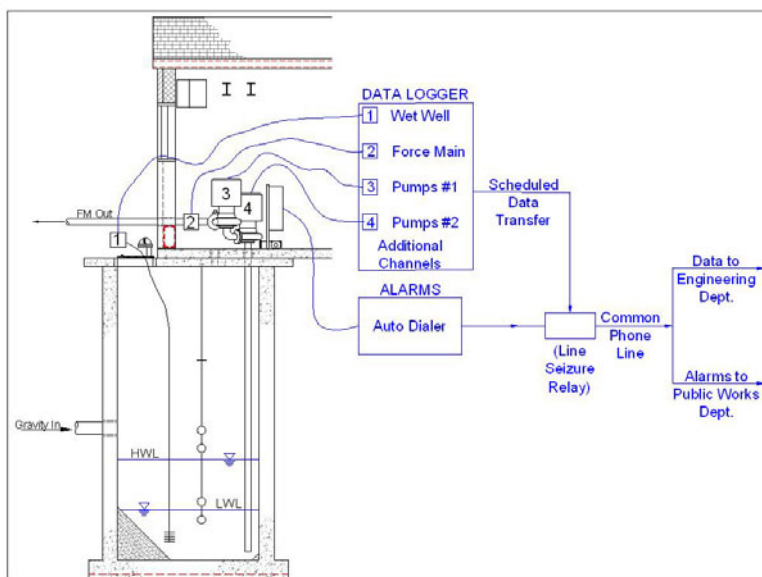 DATA LOGGER
1 Wet Well
2 Force Main
3 Pumps #1
4 Pumps #2
Additional
Channels
Scheduled
Data
Transfer
FM Out
1
2
3
4
ALARMS
Auto Dialer
(Line
Seizure
Relay)
Common
Phone
Line
Data to
Engineering
Dept.
Alarms to
Public Works
Dept.
Gravity In
HWL
LWL